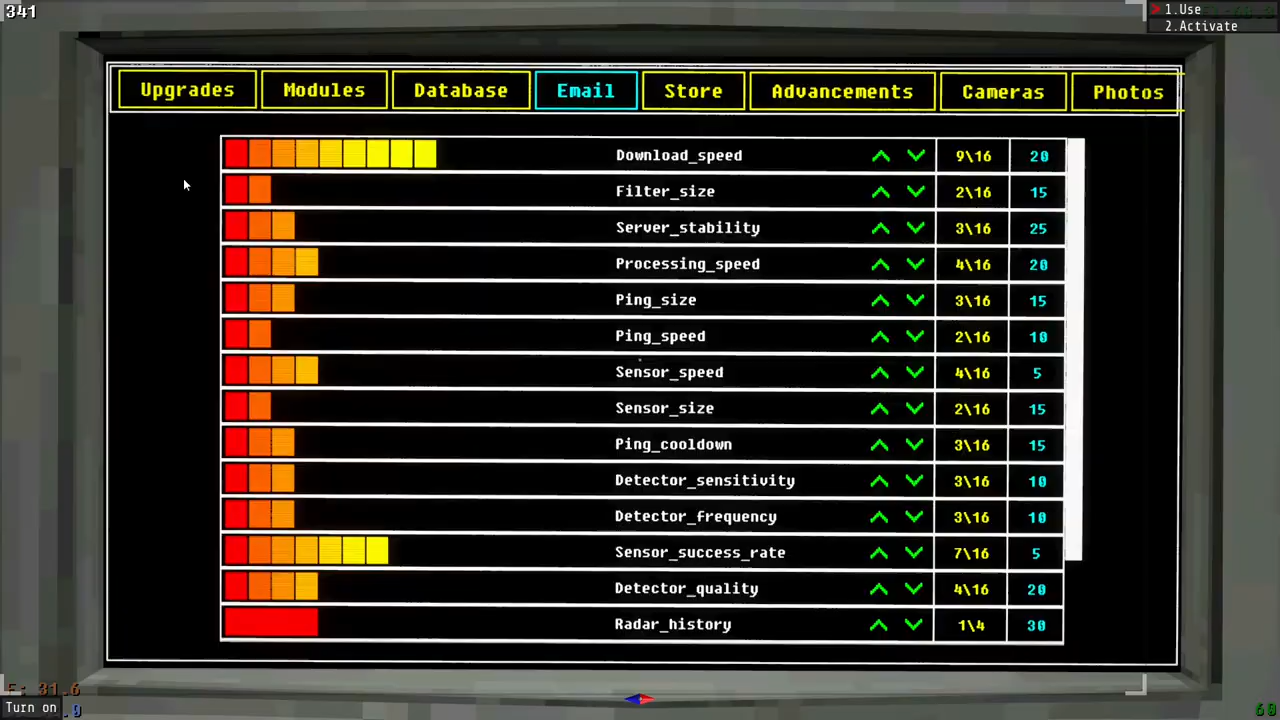 341
1.Use
2.Activate
Upgrades Modules Database Email Store Advancements Cameras Photos
Download_speed 9\16 20
Filter_size 2\16 15
Server_stability 3\16 25
Processing_speed 4\16 20
Ping_size 3\16 15
Ping_speed 2\16 10
Sensor_speed 4\16 5
Sensor_size 2\16 15
Ping_cooldown 3\16 15
Detector_sensitivity 3\16 10
Detector_frequency 3\16 10
Sensor_success_rate 7\16 5
Detector_quality 4\16 20
Radar_history 1\4 30
31.6
Turn on
60